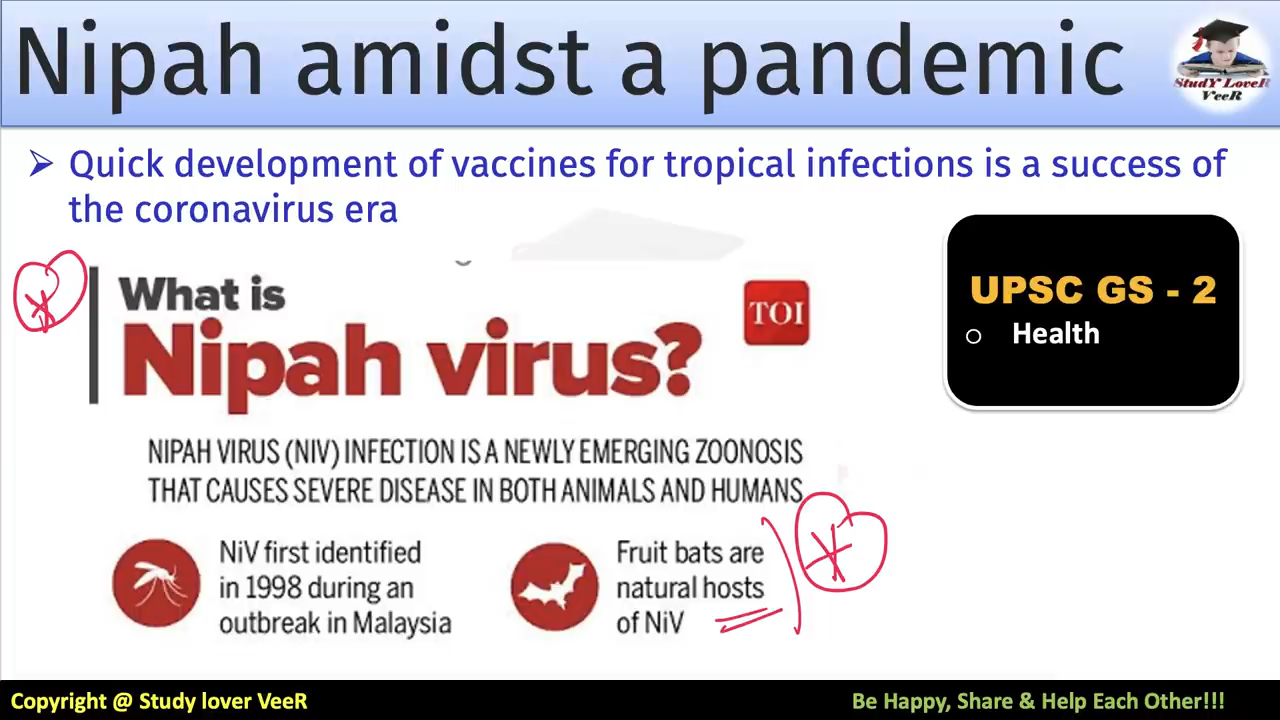 Nipah amidst a pandemic
StudY LoveR
VeeR
➢ Quick development of vaccines for tropical infections is a success of
the coronavirus era
What is
Nipah virus?
TOI
UPSC GS - 2
o Health
NIPAH VIRUS (NIV) INFECTION IS A NEWLY EMERGING ZOONOSIS
THAT CAUSES SEVERE DISEASE IN BOTH ANIMALS AND HUMANS
NiV first identified
in 1998 during an
outbreak in Malaysia
Fruit bats are
natural hosts
of NiV
Copyright @ Study lover VeeR
Be Happy, Share & Help Each Other!!!